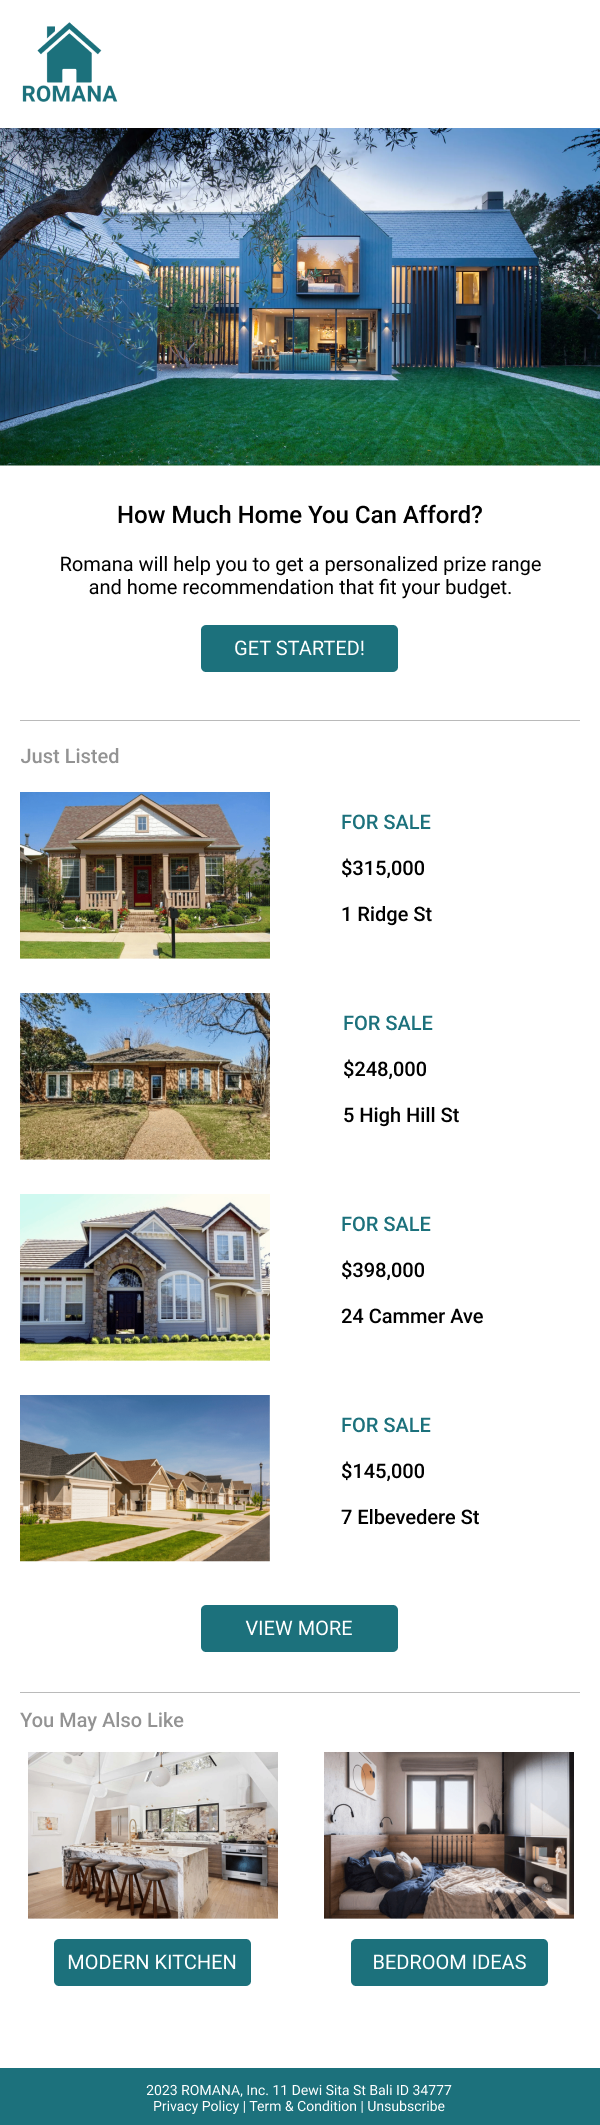 ROMANA
How Much Home You Can Afford?
Romana will help you to get a personalized prize range
and home recommendation that fit your budget.
GET STARTED!
Just Listed
FOR SALE
$315,000
1 Ridge St
FOR SALE
$248,000
5 High Hill St
FOR SALE
$398,000
24 Cammer Ave
FOR SALE
$145,000
7 Elbevedere St
VIEW MORE
You May Also Like
MODERN KITCHEN
BEDROOM IDEAS
2023 ROMANA, Inc. 11 Dewi Sita St Bali ID 34777
Privacy Policy | Term & Condition | Unsubscribe